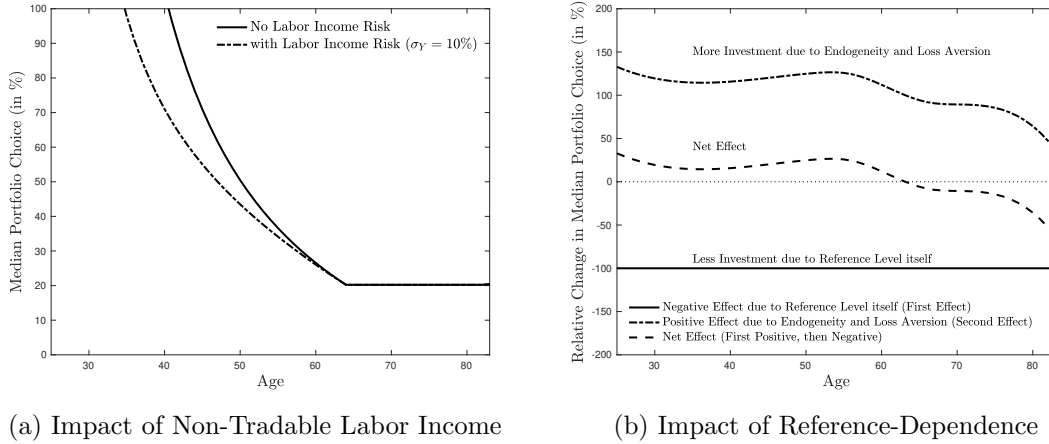 Median Portfolio Choice (in %)
100
90
80
70
60
50
40
30
20
10
0
No Labor Income Risk
with Labor Income Risk (σ_Y = 10%)
30 40 50 60 70 80
Age
(a) Impact of Non-Tradable Labor Income
Relative Change in Median Portfolio Choice (in %)
200
150
100
50
0
-50
-100
-150
-200
More Investment due to Endogeneity and Loss Aversion
Net Effect
Less Investment due to Reference Level itself
Negative Effect due to Reference Level itself (First Effect)
Positive Effect due to Endogeneity and Loss Aversion (Second Effect)
Net Effect (First Positive, then Negative)
30 40 50 60 70 80
Age
(b) Impact of Reference-Dependence